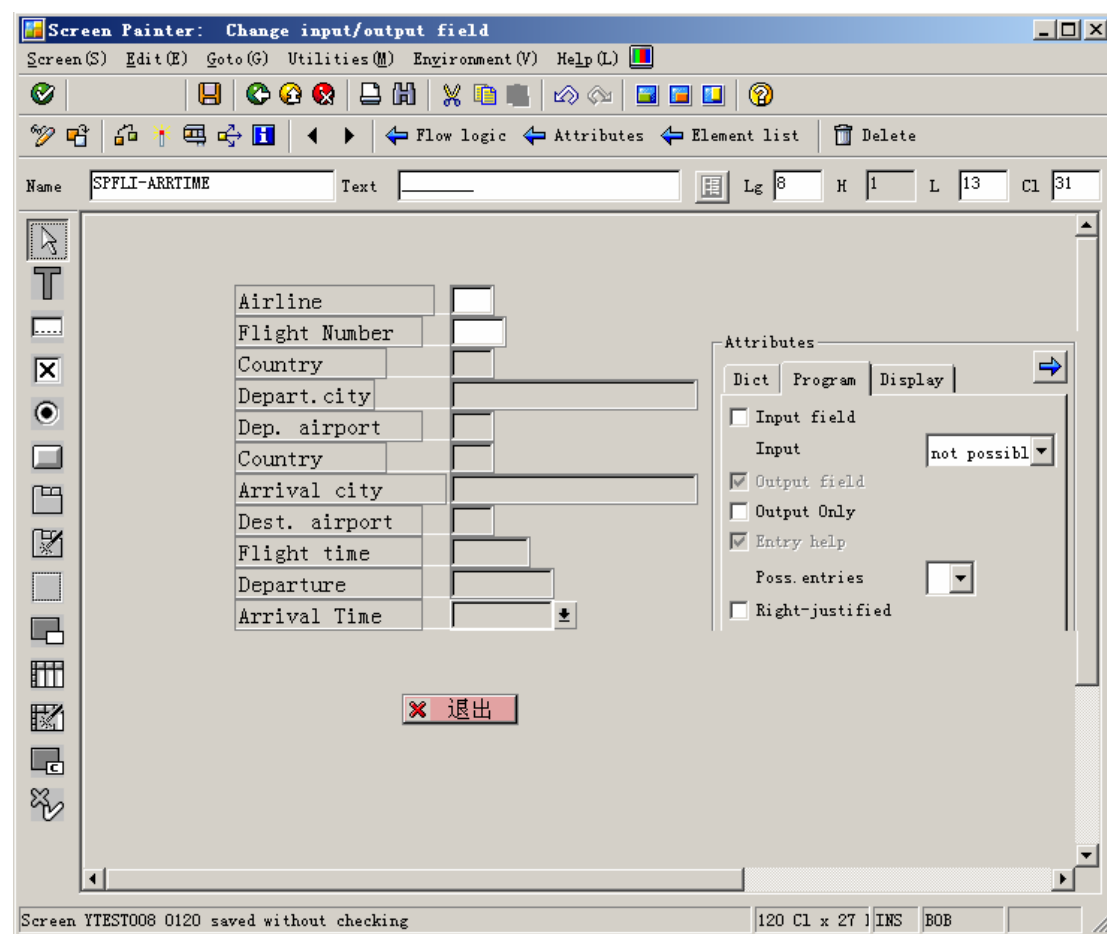 Screen Painter: Change input/output field
Screen(S) Edit(E) Goto(G) Utilities(M) Environment(V) Help(L)
Flow logic Attributes Element list Delete
Name SPFLI-ARRTIME Text ________ Lg 8 H 1 L 13 Cl 31
T
Airline
Flight Number
Country
Depart.city
Dep. airport
Country
Arrival city
Dest. airport
Flight time
Departure
Arrival Time
Attributes
Dict Program Display
Input field
Input not possibl
Output field
Output Only
Entry help
Poss.entries
Right-justified
C
退出
Screen YTEST008 0120 saved without checking 120 Cl x 27 INS BOB